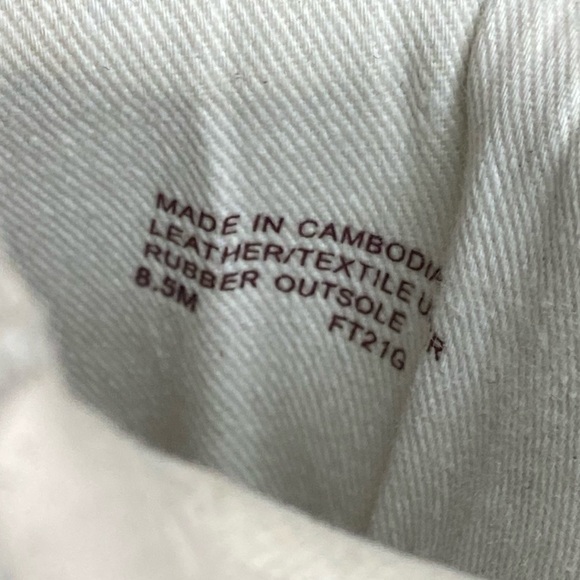 MADE IN CAMBODIA
LEATHER/TEXTILE
RUBBER OUTSOLE
8.5M FT21G